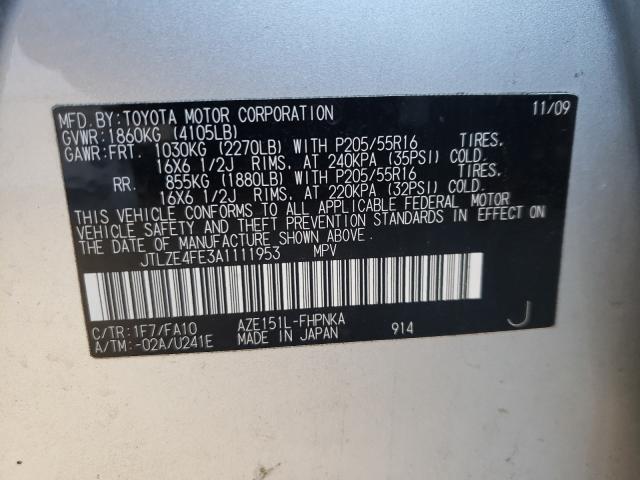 MFD. BY: TOYOTA MOTOR CORPORATION 11/09
GVWR: 1860KG (4105LB)
GAWR: FRT. 1030KG (2270LB) WITH P205/55R16 TIRES,
16X6 1/2J RIMS, AT 240KPA (35PSI) COLD.
RR. 855KG (1880LB) WITH P205/55R16 TIRES,
16X6 1/2J RIMS, AT 220KPA (32PSI) COLD.
THIS VEHICLE CONFORMS TO ALL APPLICABLE FEDERAL MOTOR
VEHICLE SAFETY AND THEFT PREVENTION STANDARDS IN EFFECT ON
THE DATE OF MANUFACTURE SHOWN ABOVE.
JTLZE4FE3A1111953 MPV
C/TR: 1F7/FA10 AZE151L-FHPNKA
A/TM: -02A/U241E MADE IN JAPAN 914 J